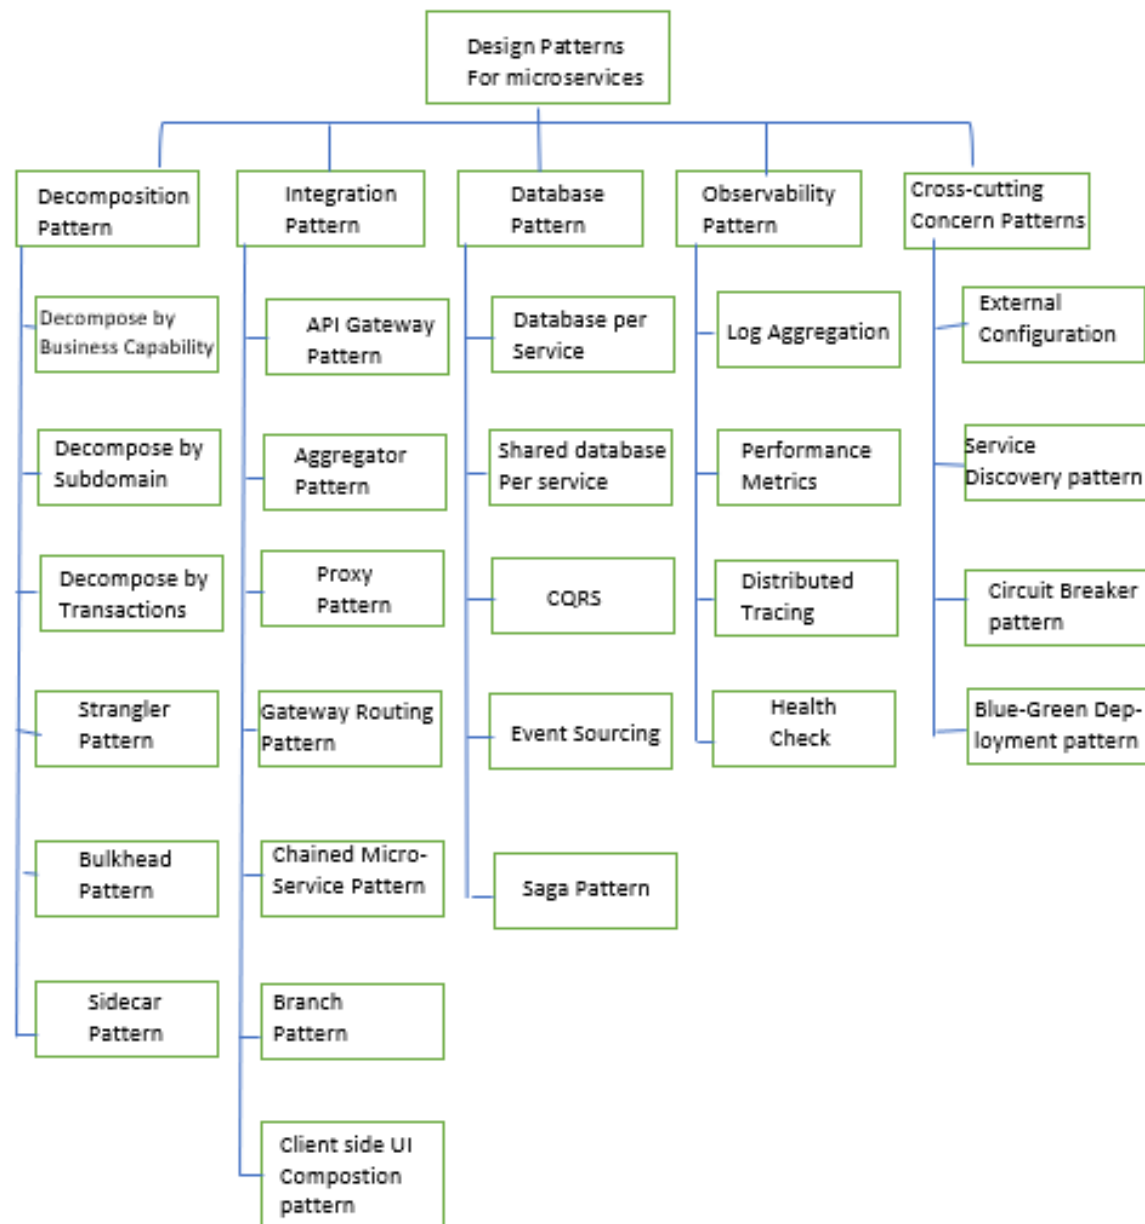 Design Patterns
For microservices
Decomposition
Pattern
Integration
Pattern
Database
Pattern
Observability
Pattern
Cross-cutting
Concern Patterns
Decompose by
Business Capability
Decompose by
Subdomain
Decompose by
Transactions
Strangler
Pattern
Bulkhead
Pattern
Sidecar
Pattern
API Gateway
Pattern
Aggregator
Pattern
Proxy
Pattern
Gateway Routing
Pattern
Chained Micro-
Service Pattern
Branch
Pattern
Client side UI
Compostion
pattern
Database per
Service
Shared database
Per service
CQRS
Event Sourcing
Saga Pattern
Log Aggregation
Performance
Metrics
Distributed
Tracing
Health
Check
External
Configuration
Service
Discovery pattern
Circuit Breaker
pattern
Blue-Green Dep-
loyment pattern